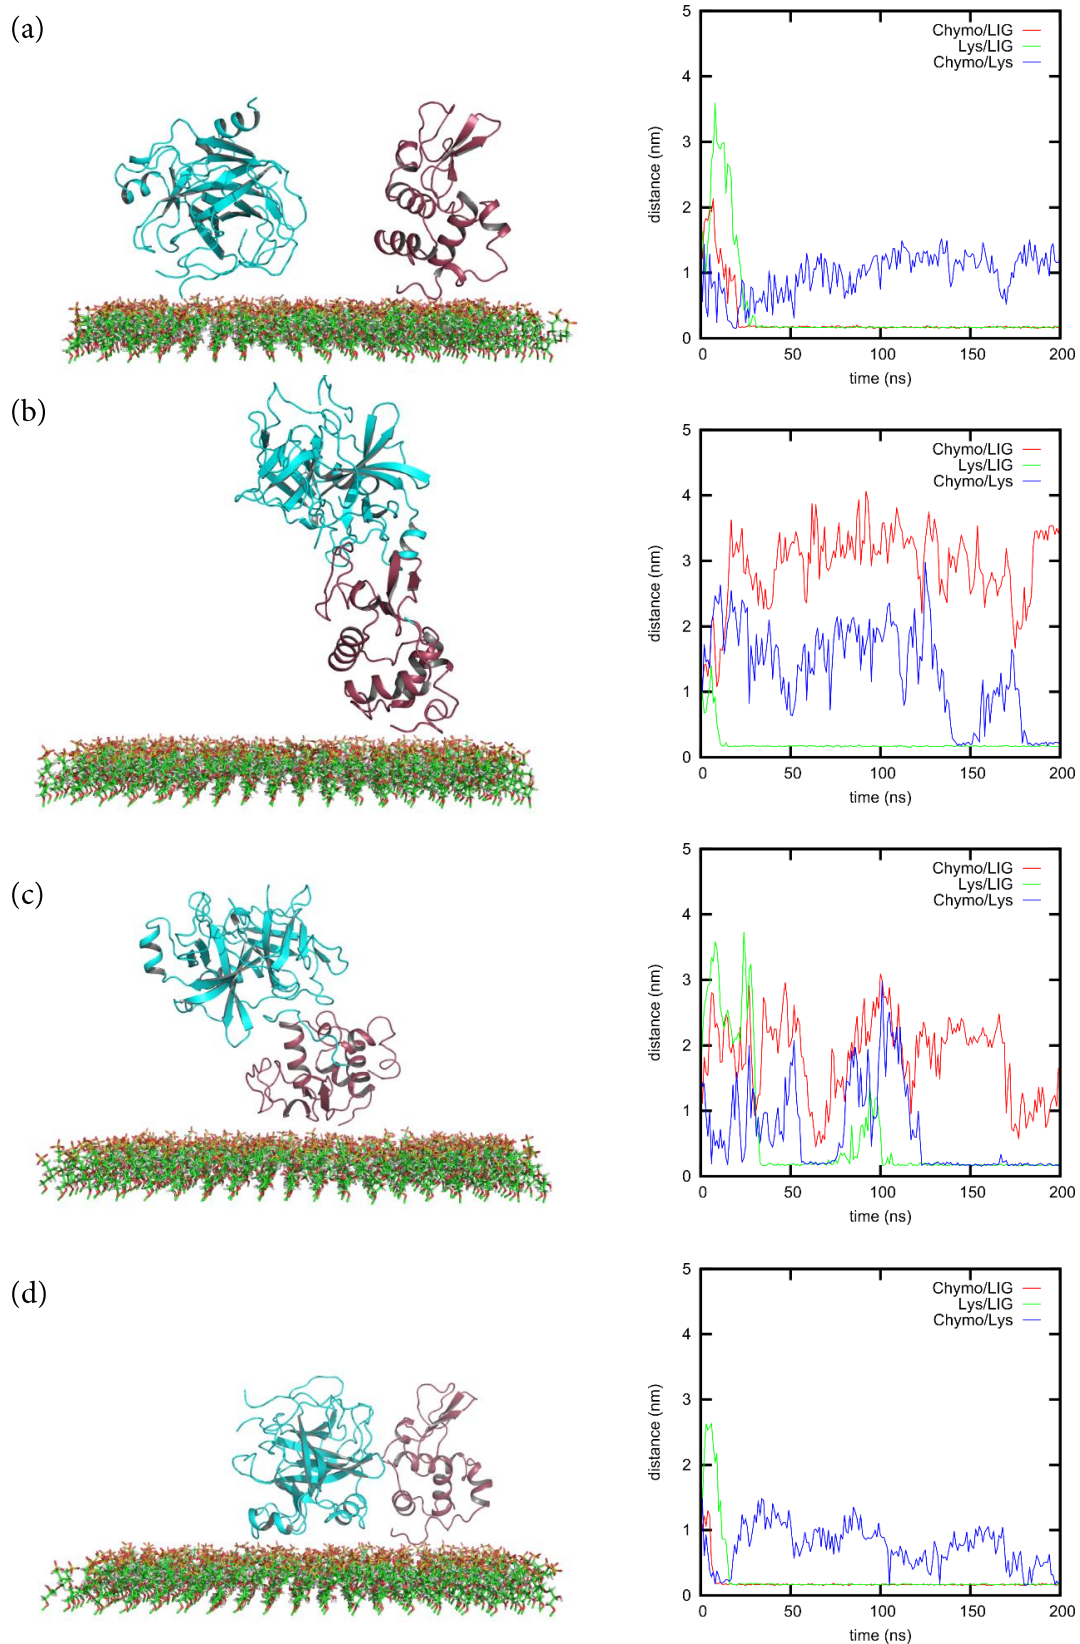 (a)
5
4
3
2
1
0
distance (nm)
Chymo/LIG
Lys/LIG
Chymo/Lys
0 50 100 150 200
time (ns)
(b)
5
4
3
2
1
0
distance (nm)
Chymo/LIG
Lys/LIG
Chymo/Lys
0 50 100 150 200
time (ns)
(c)
5
4
3
2
1
0
distance (nm)
Chymo/LIG
Lys/LIG
Chymo/Lys
0 50 100 150 200
time (ns)
(d)
5
4
3
2
1
0
distance (nm)
Chymo/LIG
Lys/LIG
Chymo/Lys
0 50 100 150 200
time (ns)